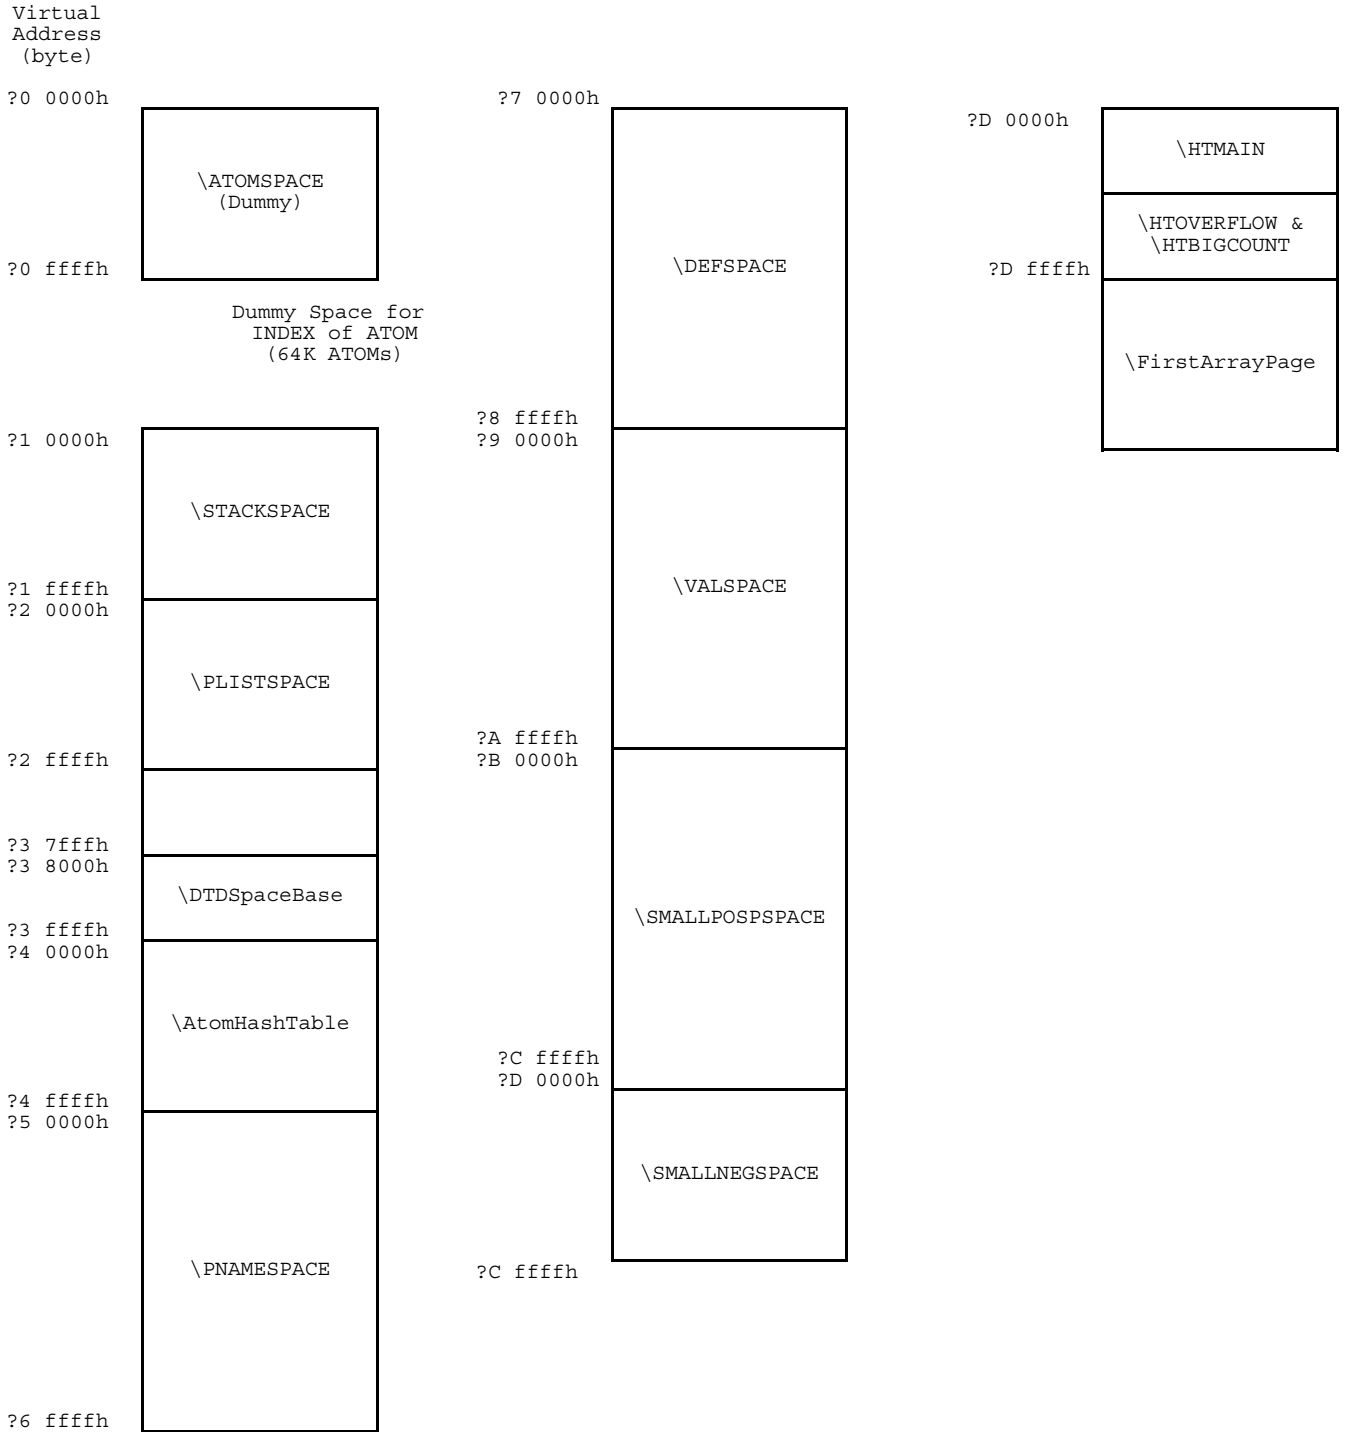 Virtual
Address
(byte)
?0 0000h
\ATOMSPACE
(Dummy)
?0 ffffh
Dummy Space for
INDEX of ATOM
(64K ATOMs)
?1 0000h
\STACKSPACE
?1 ffffh
?2 0000h
\PLISTSPACE
?2 ffffh
?3 7fffh
?3 8000h
\DTDSpaceBase
?3 ffffh
?4 0000h
\AtomHashTable
?4 ffffh
?5 0000h
\PNAMESPACE
?6 ffffh
?7 0000h
\DEFSPACE
?8 ffffh
?9 0000h
\VALSPACE
?A ffffh
?B 0000h
\SMALLPOSPSPACE
?C ffffh
?D 0000h
\SMALLNEGSPACE
?C ffffh
?D 0000h
\HTMAIN
\HTOVERFLOW &
\HTBIGCOUNT
?D ffffh
\FirstArrayPage